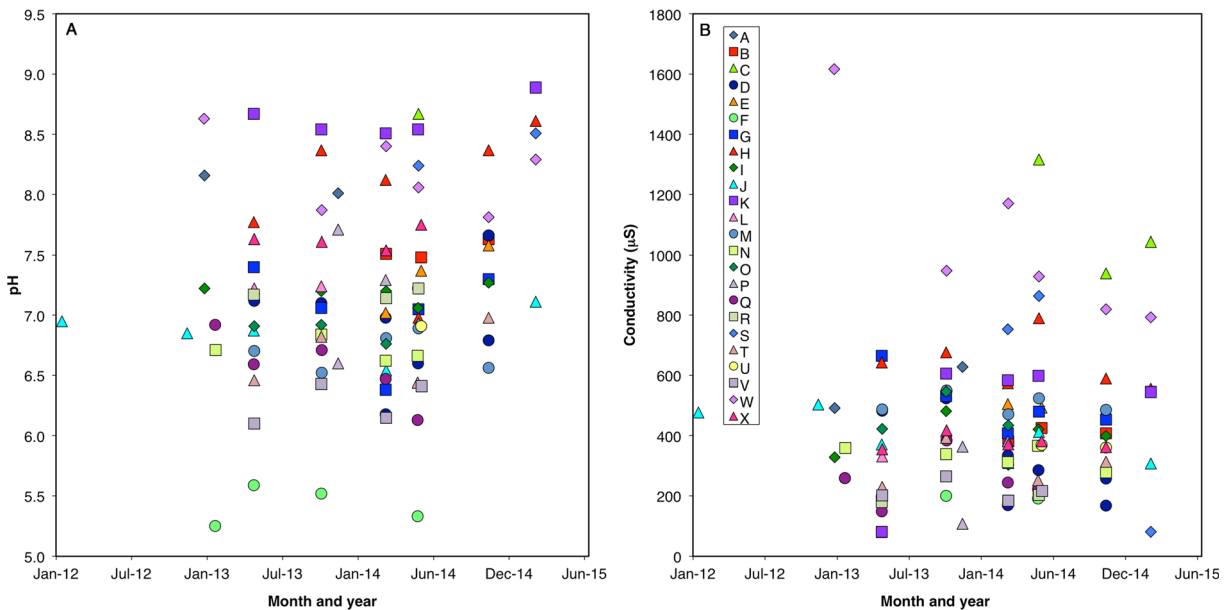 A
pH
9.5
9.0
8.5
8.0
7.5
7.0
6.5
6.0
5.5
5.0
Jan-12 Jul-12 Jan-13 Jul-13 Jan-14 Jun-14 Dec-14 Jun-15
Month and year
B
Conductivity (µS)
1800
1600
1400
1200
1000
800
600
400
200
0
A
B
C
D
E
F
G
H
I
J
K
L
M
N
O
P
Q
R
S
T
U
V
W
X
Jan-12 Jul-12 Jan-13 Jul-13 Jan-14 Jun-14 Dec-14 Jun-15
Month and year